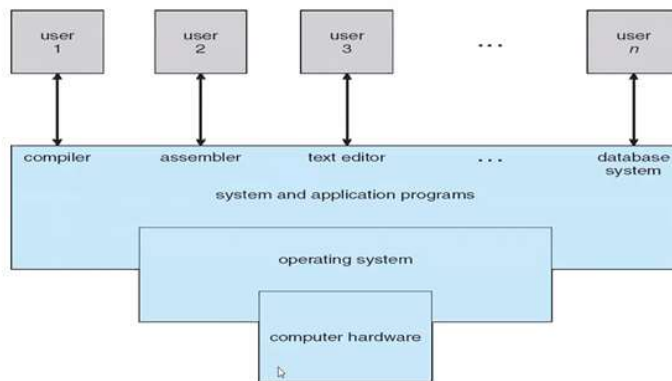 user
1
user
2
user
3
...
user
n
compiler
assembler
text editor
...
database
system
system and application programs
operating system
computer hardware